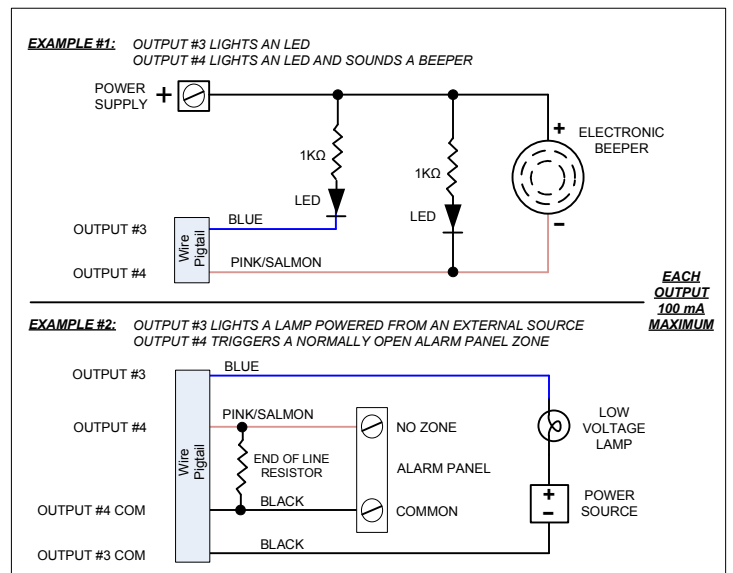 EXAMPLE #1: OUTPUT #3 LIGHTS AN LED
OUTPUT #4 LIGHTS AN LED AND SOUNDS A BEEPER
POWER
SUPPLY
+
+
ELECTRONIC
BEEPER
1KΩ
1KΩ
LED
LED
BLUE
OUTPUT #3
Wire
Pigtail
PINK/SALMON
OUTPUT #4
-
EACH
OUTPUT
100 mA
MAXIMUM
EXAMPLE #2: OUTPUT #3 LIGHTS A LAMP POWERED FROM AN EXTERNAL SOURCE
OUTPUT #4 TRIGGERS A NORMALLY OPEN ALARM PANEL ZONE
OUTPUT #3
BLUE
OUTPUT #4
PINK/SALMON
NO ZONE
LOW
VOLTAGE
LAMP
Wire
Pigtail
END OF LINE
RESISTOR
ALARM PANEL
OUTPUT #4 COM
BLACK
COMMON
+
-
POWER
SOURCE
OUTPUT #3 COM
BLACK